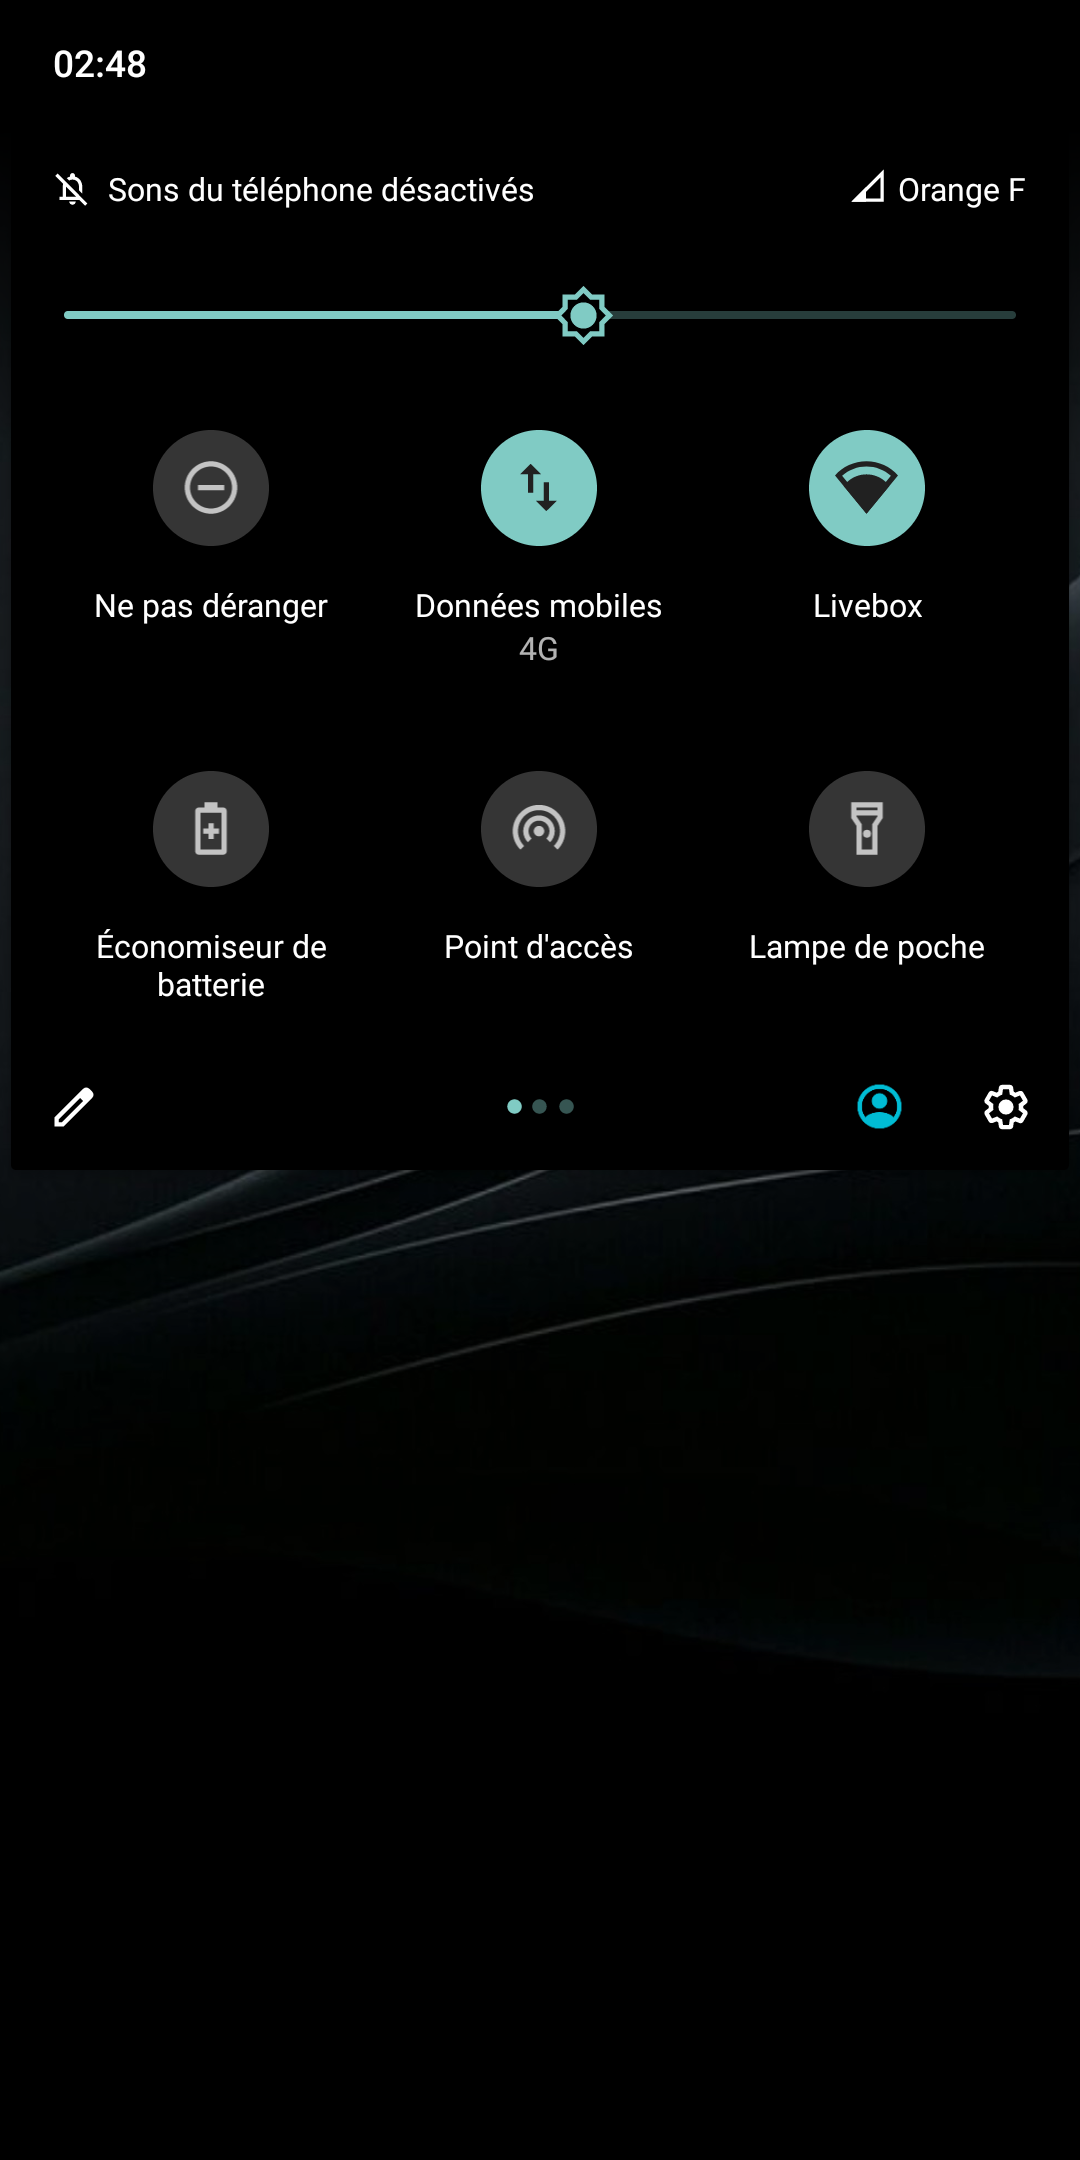 02:48
Sons du téléphone désactivés
Orange F
Ne pas déranger
Données mobiles
4G
Livebox
Économiseur de
batterie
Point d'accès
Lampe de poche